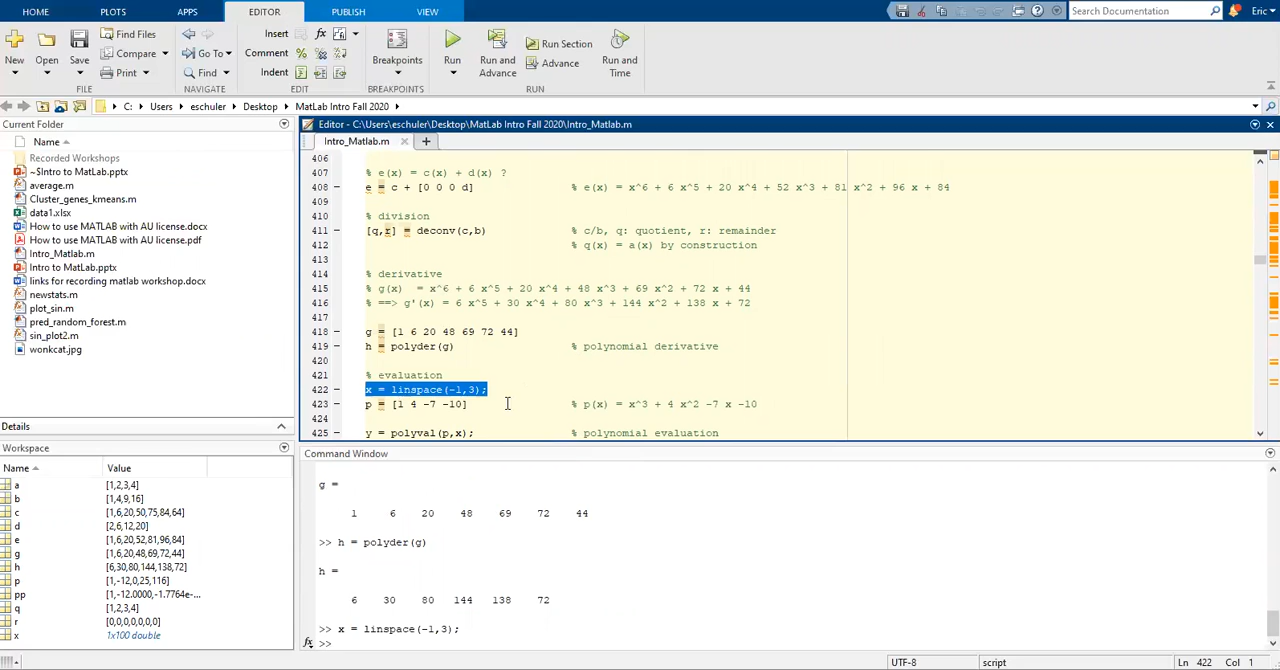 HOME PLOTS APPS EDITOR PUBLISH VIEW Search Documentation Eric
New Open Save Find Files Compare Print
Go To Find
Insert fx
Comment % 
Indent
Breakpoints Run Run and Advance Run Section Advance Run and Time
FILE NAVIGATE EDIT BREAKPOINTS RUN
C: Users eschuler Desktop MatLab Intro Fall 2020
Current Folder
Name
Recorded Workshops
~$Intro to MatLab.pptx
average.m
Cluster_genes_kmeans.m
data1.xlsx
How to use MATLAB with AU license.docx
How to use MATLAB with AU license.pdf
Intro_Matlab.m
Intro to MatLab.pptx
links for recording matlab workshop.docx
newstats.m
plot_sin.m
pred_random_forest.m
sin_plot2.m
wonkcat.jpg
Details
Workspace
Name Value
a [1,2,3,4]
b [1,4,9,16]
c [1,6,20,50,75,84,64]
d [2,6,12,20]
e [1,6,20,52,81,96,84]
g [1,6,20,48,69,72,44]
h [6,30,80,144,138,72]
p [1,-12,0,25,116]
pp [1,-12.0000,-1.7764e-...
q [1,2,3,4]
r [0,0,0,0,0,0,0]
x 1x100 double
Editor - C:\Users\eschuler\Desktop\MatLab Intro Fall 2020\Intro_Matlab.m
Intro_Matlab.m
406
407 % e(x) = c(x) + d(x) ?
408 e = c + [0 0 0 d] % e(x) = x^6 + 6 x^5 + 20 x^4 + 52 x^3 + 81 x^2 + 96 x + 84
409
410 % division
411 [q,r] = deconv(c,b) % c/b, q: quotient, r: remainder
412 % q(x) = a(x) by construction
413
414 % derivative
415 % g(x) = x^6 + 6 x^5 + 20 x^4 + 48 x^3 + 69 x^2 + 72 x + 44
416 % ==> g'(x) = 6 x^5 + 30 x^4 + 80 x^3 + 144 x^2 + 138 x + 72
417
418 g = [1 6 20 48 69 72 44]
419 h = polyder(g) % polynomial derivative
420
421 % evaluation
422 x = linspace(-1,3);
423 p = [1 4 -7 -10] % p(x) = x^3 + 4 x^2 -7 x -10
424
425 y = polyval(p,x); % polynomial evaluation
Command Window
g =
1 6 20 48 69 72 44
>> h = polyder(g)
h =
6 30 80 144 138 72
>> x = linspace(-1,3);
fx >>
UTF-8 script Ln 422 Col 1